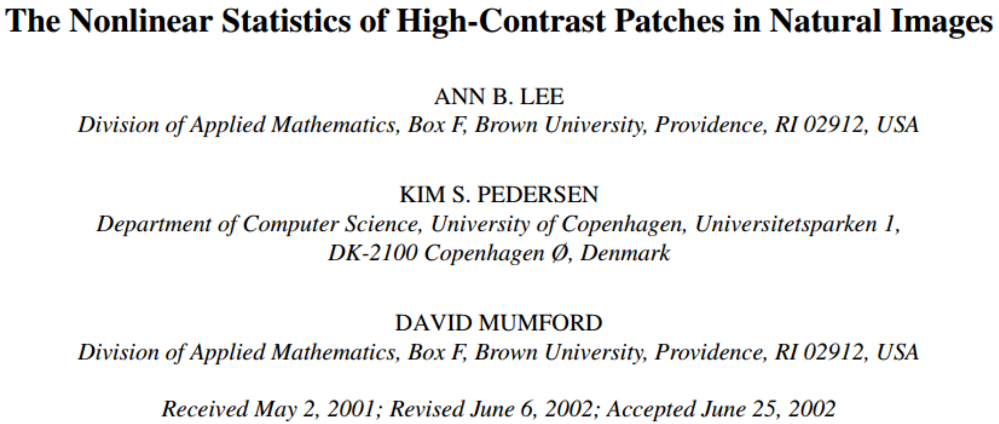 The Nonlinear Statistics of High-Contrast Patches in Natural Images
ANN B. LEE
Division of Applied Mathematics, Box F, Brown University, Providence, RI 02912, USA
KIM S. PEDERSEN
Department of Computer Science, University of Copenhagen, Universitetsparken 1,
DK-2100 Copenhagen Ø, Denmark
DAVID MUMFORD
Division of Applied Mathematics, Box F, Brown University, Providence, RI 02912, USA
Received May 2, 2001; Revised June 6, 2002; Accepted June 25, 2002